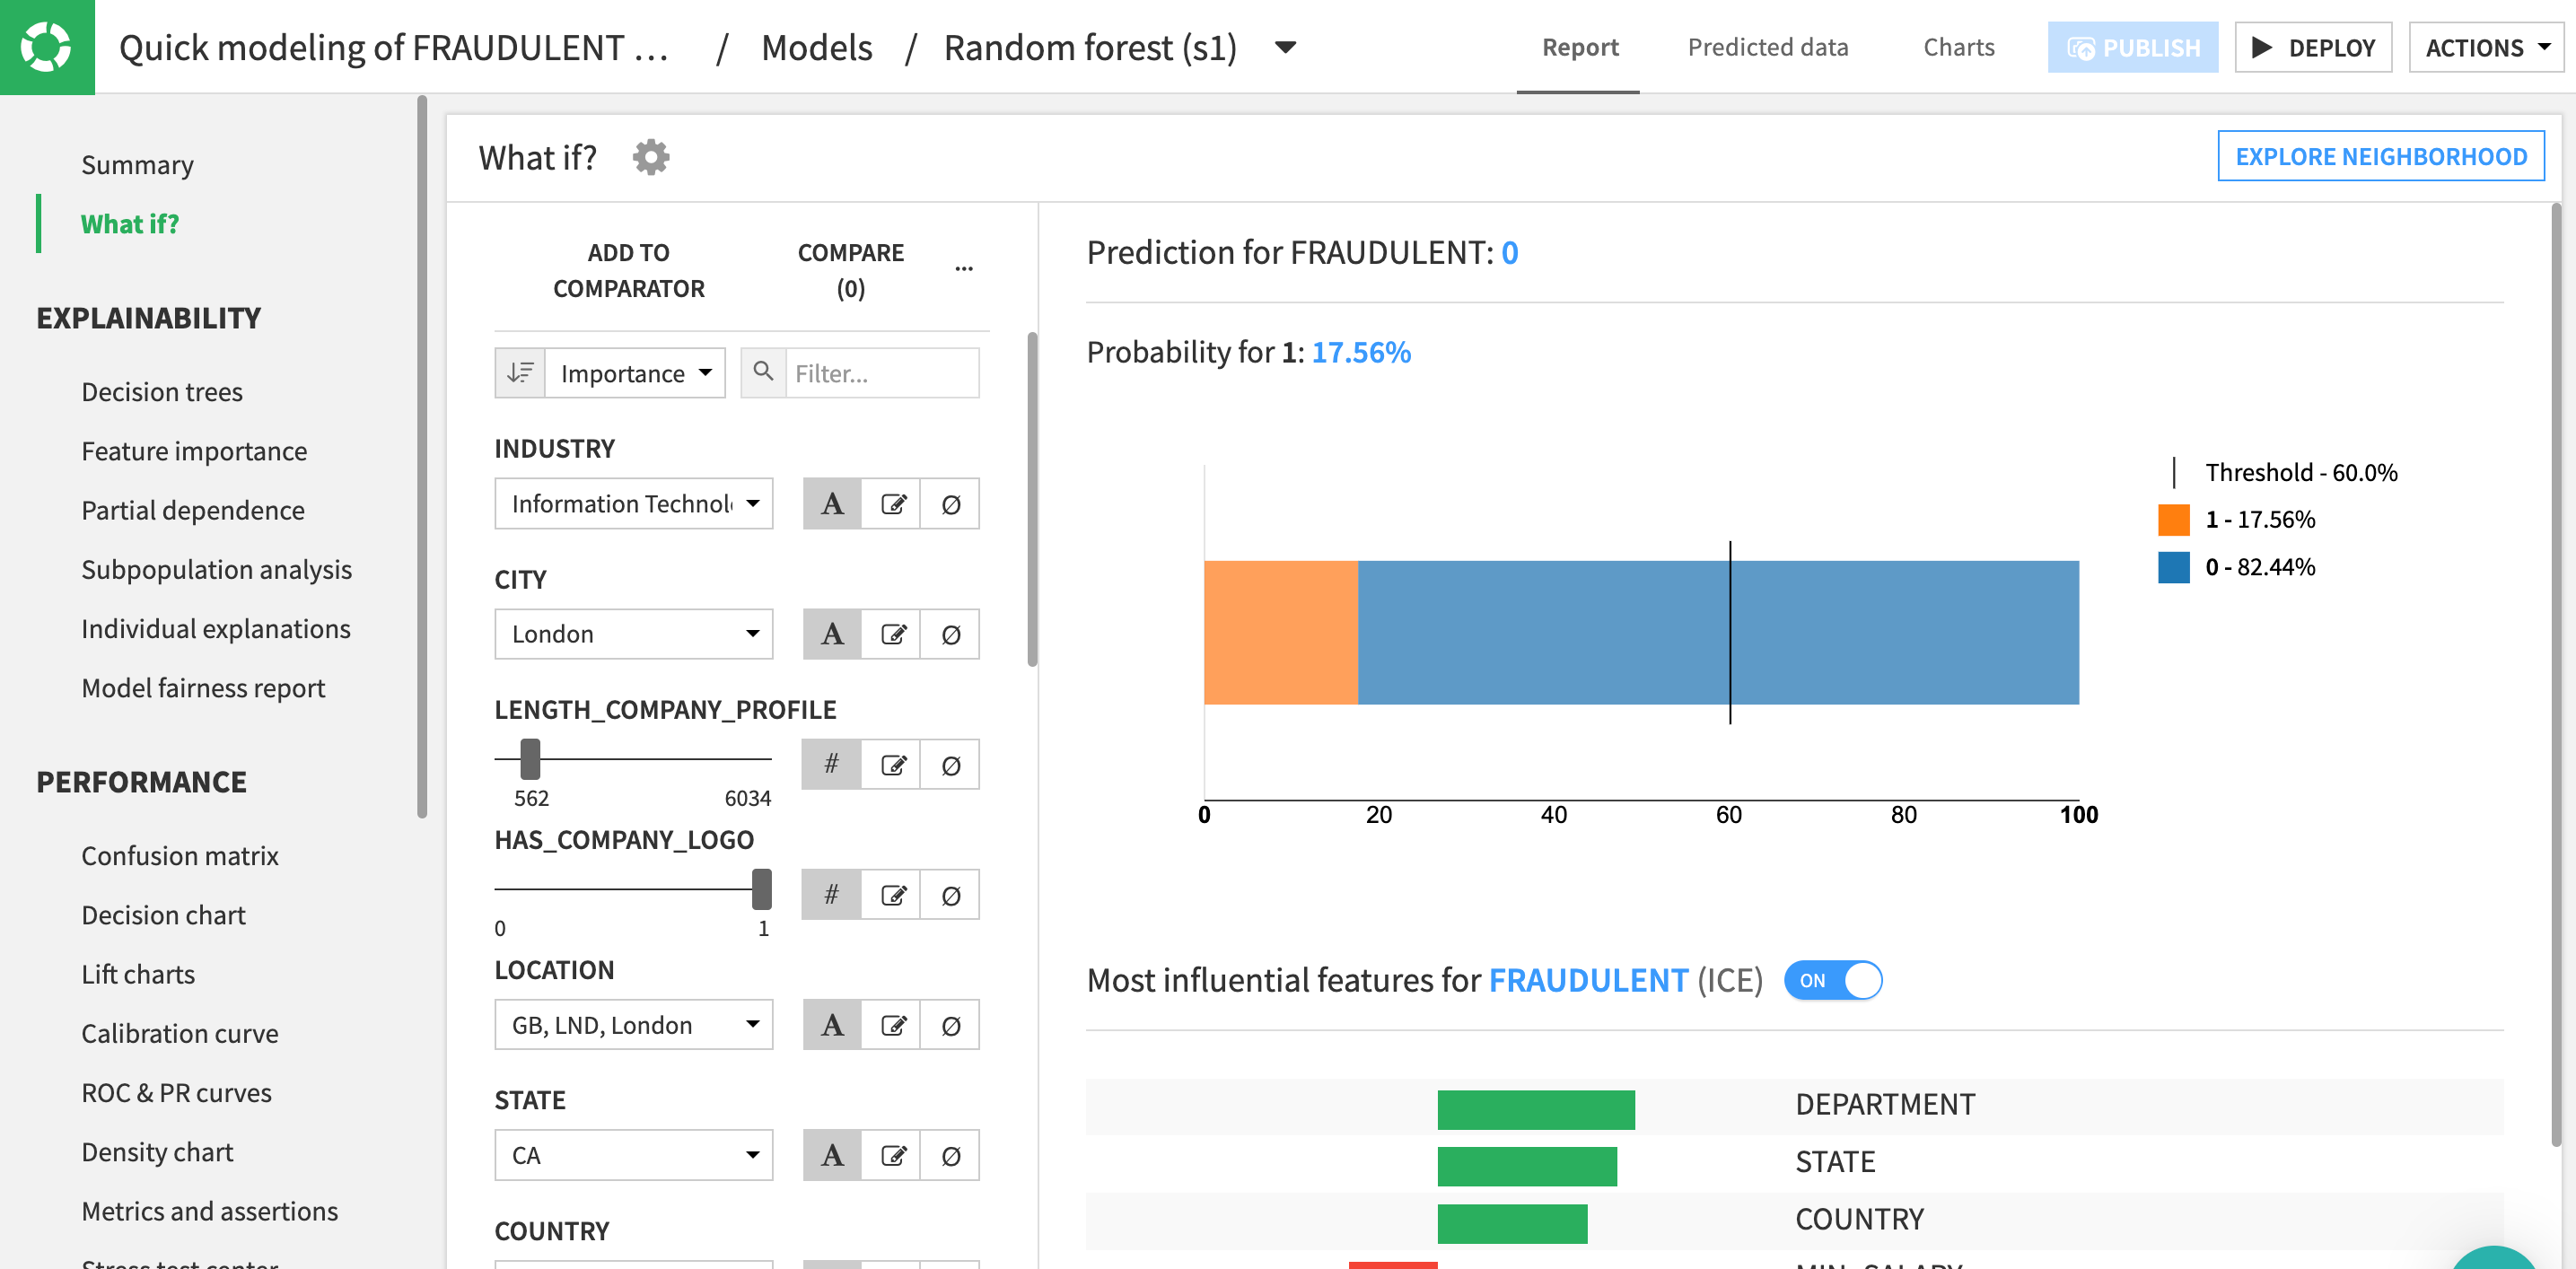 Quick modeling of FRAUDULENT ... / Models / Random forest (s1)
Report Predicted data Charts PUBLISH DEPLOY ACTIONS
Summary
What if?
EXPLAINABILITY
Decision trees
Feature importance
Partial dependence
Subpopulation analysis
Individual explanations
Model fairness report
PERFORMANCE
Confusion matrix
Decision chart
Lift charts
Calibration curve
ROC & PR curves
Density chart
Metrics and assertions
Stress test center
What if?
EXPLORE NEIGHBORHOOD
ADD TO
COMPARATOR
COMPARE
(0)
...
Importance
Filter...
INDUSTRY
Information Technol
A Ø
CITY
London
A Ø
LENGTH_COMPANY_PROFILE
# Ø
562 6034
HAS_COMPANY_LOGO
# Ø
0 1
LOCATION
GB, LND, London
A Ø
STATE
CA
A Ø
COUNTRY
Prediction for FRAUDULENT: 0
Probability for 1: 17.56%
Threshold - 60.0%
1 - 17.56%
0 - 82.44%
0 20 40 60 80 100
Most influential features for FRAUDULENT (ICE) ON
DEPARTMENT
STATE
COUNTRY
MIN_SALARY